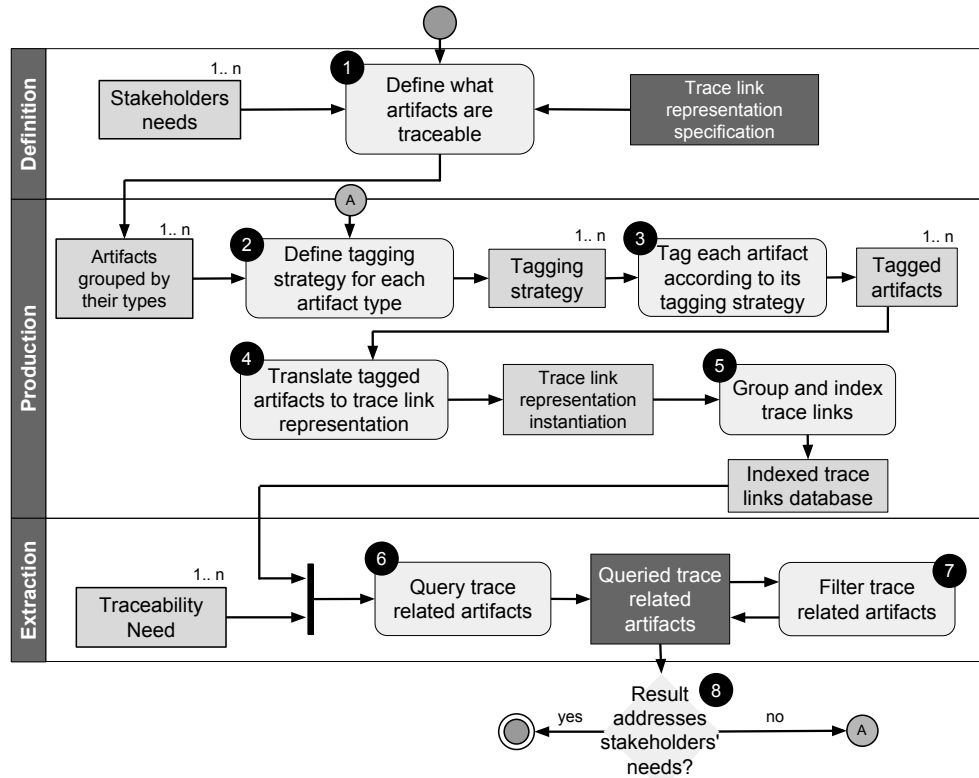 Definition
1
Define what
artifacts are
traceable
1.. n
Stakeholders
needs
Trace link
representation
specification
Production
A
1.. n
Artifacts
grouped by
their types
2
Define tagging
strategy for each
artifact type
1.. n
Tagging
strategy
3
Tag each artifact
according to its
tagging strategy
1.. n
Tagged
artifacts
4
Translate tagged
artifacts to trace link
representation
Trace link
representation
instantiation
5
Group and index
trace links
Indexed trace
links database
Extraction
1.. n
Traceability
Need
6
Query trace
related artifacts
Queried trace
related
artifacts
7
Filter trace
related artifacts
8
Result
addresses
stakeholders'
needs?
yes
no
A